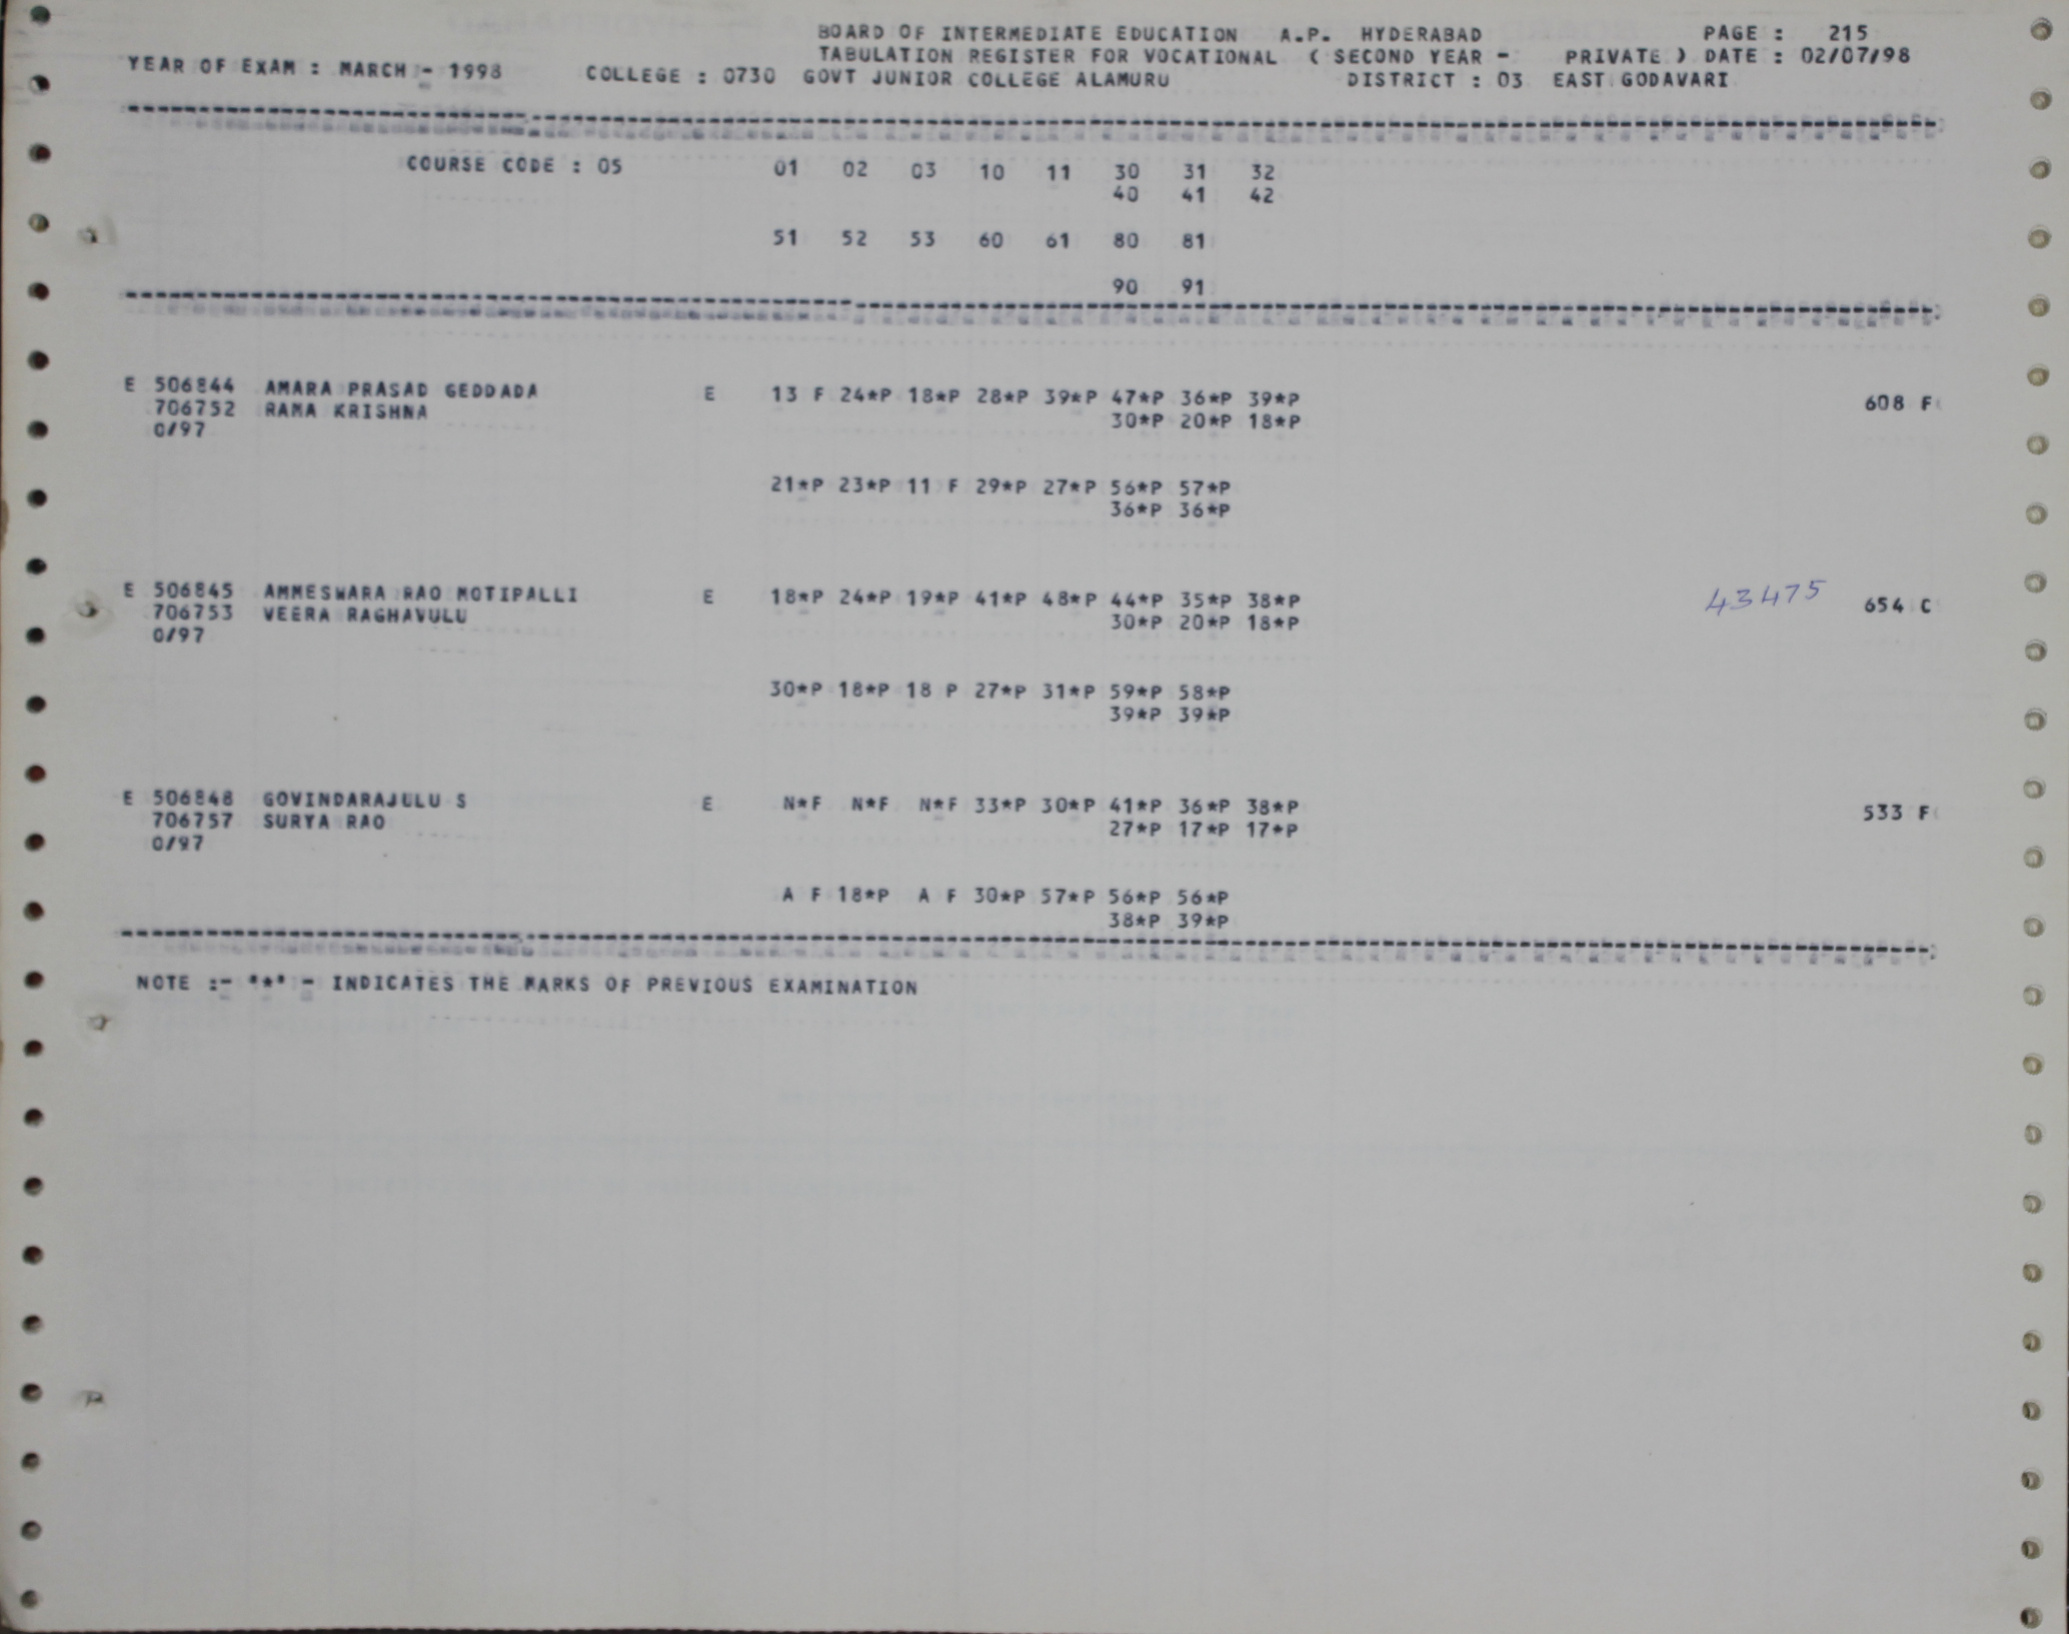 BOARD OF INTERMEDIATE EDUCATION A.P. HYDERABAD PAGE : 215
TABULATION REGISTER FOR VOCATIONAL ( SECOND YEAR - PRIVATE ) DATE : 02/07/98
YEAR OF EXAM : MARCH - 1998 COLLEGE : 0730 GOVT JUNIOR COLLEGE ALAMURU DISTRICT : 03 EAST GODAVARI
COURSE CODE : 05 01 02 03 10 11 30 31 32
40 41 42
51 52 53 60 61 80 81
90 91
E 506844 AMARA PRASAD GEDDADA E 13 F 24*P 18*P 28*P 39*P 47*P 36*P 39*P 608 F
706752 RAMA KRISHNA 30*P 20*P 18*P
0/97
21*P 23*P 11 F 29*P 27*P 56*P 57*P
36*P 36*P
E 506845 AMMESWARA RAO MOTIPALLI E 18*P 24*P 19*P 41*P 48*P 44*P 35*P 38*P 43475 654 C
706753 VEERA RAGHAVULU 30*P 20*P 18*P
0/97
30*P 18*P 18 P 27*P 31*P 59*P 58*P
39*P 39*P
E 506848 GOVINDARAJULU S E N*F N*F N*F 33*P 30*P 41*P 36*P 38*P 533 F
706757 SURYA RAO 27*P 17*P 17*P
0/97
A F 18*P A F 30*P 57*P 56*P 56*P
38*P 39*P
NOTE :- "*" - INDICATES THE MARKS OF PREVIOUS EXAMINATION